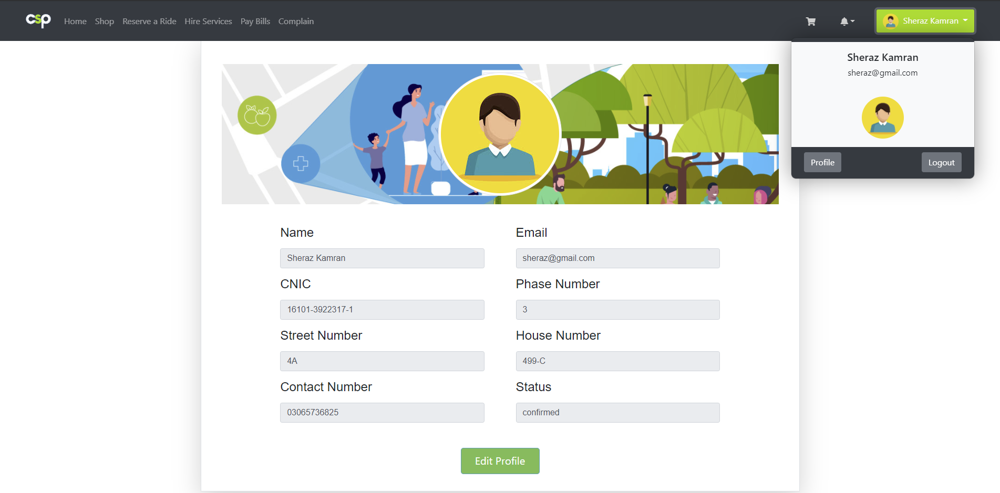 csp Home Shop Reserve a Ride Hire Services Pay Bills Complain Sheraz Kamran
Sheraz Kamran
sheraz@gmail.com
Profile Logout
Name Email
Sheraz Kamran sheraz@gmail.com
CNIC Phase Number
16101-3922317-1 3
Street Number House Number
4A 499-C
Contact Number Status
03065736825 confirmed
Edit Profile